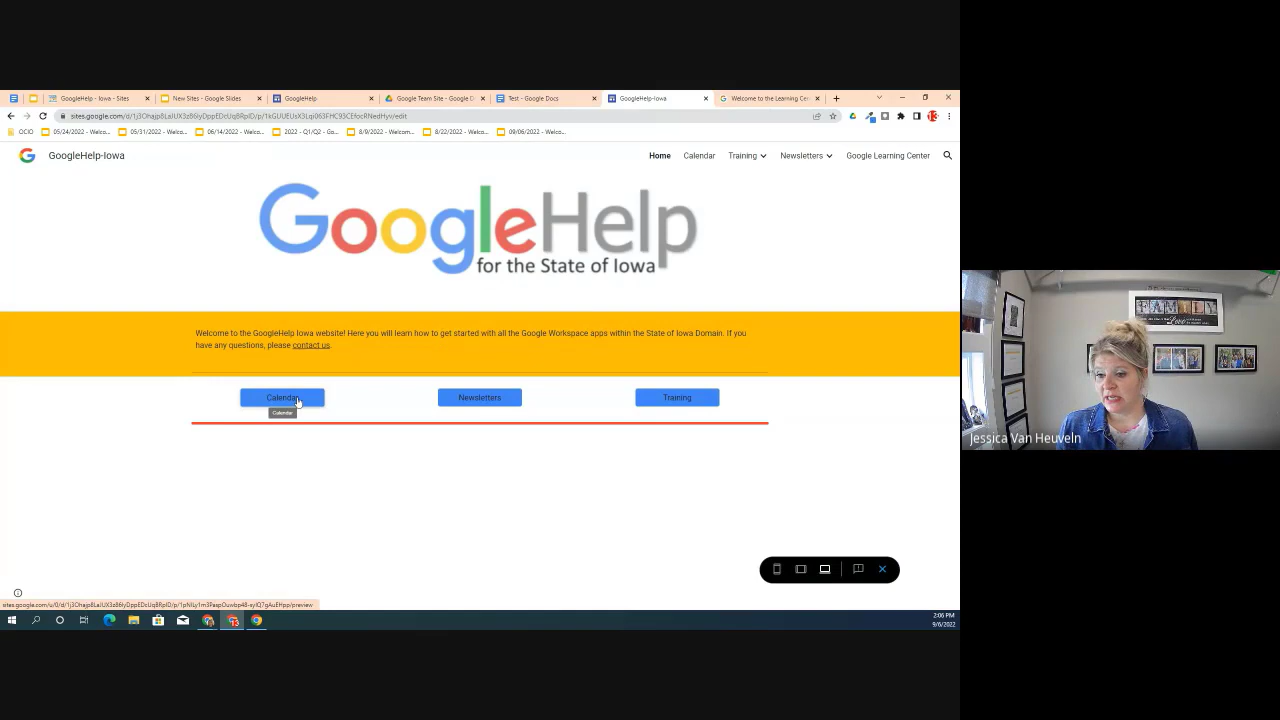 GoogleHelp - Iowa - Sites
New Sites - Google Slides
GoogleHelp
Google Team Site - Google D
Test - Google Docs
GoogleHelp-Iowa
Welcome to the Learning Cen
OCIO
05/24/2022 - Welco...
05/31/2022 - Welco...
06/14/2022 - Welco...
2022 - Q1/Q2 - Go...
8/9/2022 - Welcom...
8/22/2022 - Welco...
09/06/2022 - Welco...
GoogleHelp-Iowa
Home Calendar Training Newsletters Google Learning Center
GoogleHelp
for the State of Iowa
Welcome to the GoogleHelp Iowa website! Here you will learn how to get started with all the Google Workspace apps within the State of Iowa Domain. If you
have any questions, please contact us.
Calendar Newsletters Training
Calendar
2:06 PM
9/6/2022
FAMILY
Jessica Van Heuveln